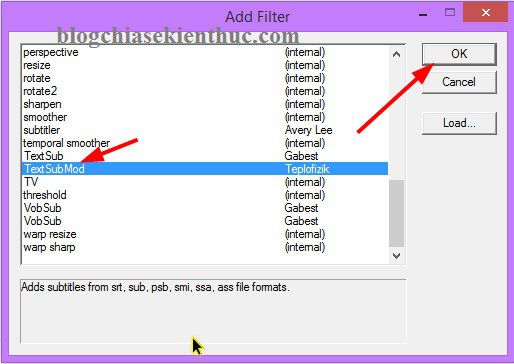 Add Filter
blogchiasekienthuc.com
perspective (internal)
resize (internal)
rotate (internal)
rotate2 (internal)
sharpen (internal)
smoother (internal)
subtitler Avery Lee
temporal smoother (internal)
TextSub Gabest
TextSubMod Teplofizik
TV (internal)
threshold (internal)
VobSub Gabest
VobSub Gabest
warp resize (internal)
warp sharp (internal)
OK
Cancel
Load...
Adds subtitles from srt, sub, psb, smi, ssa, ass file formats.